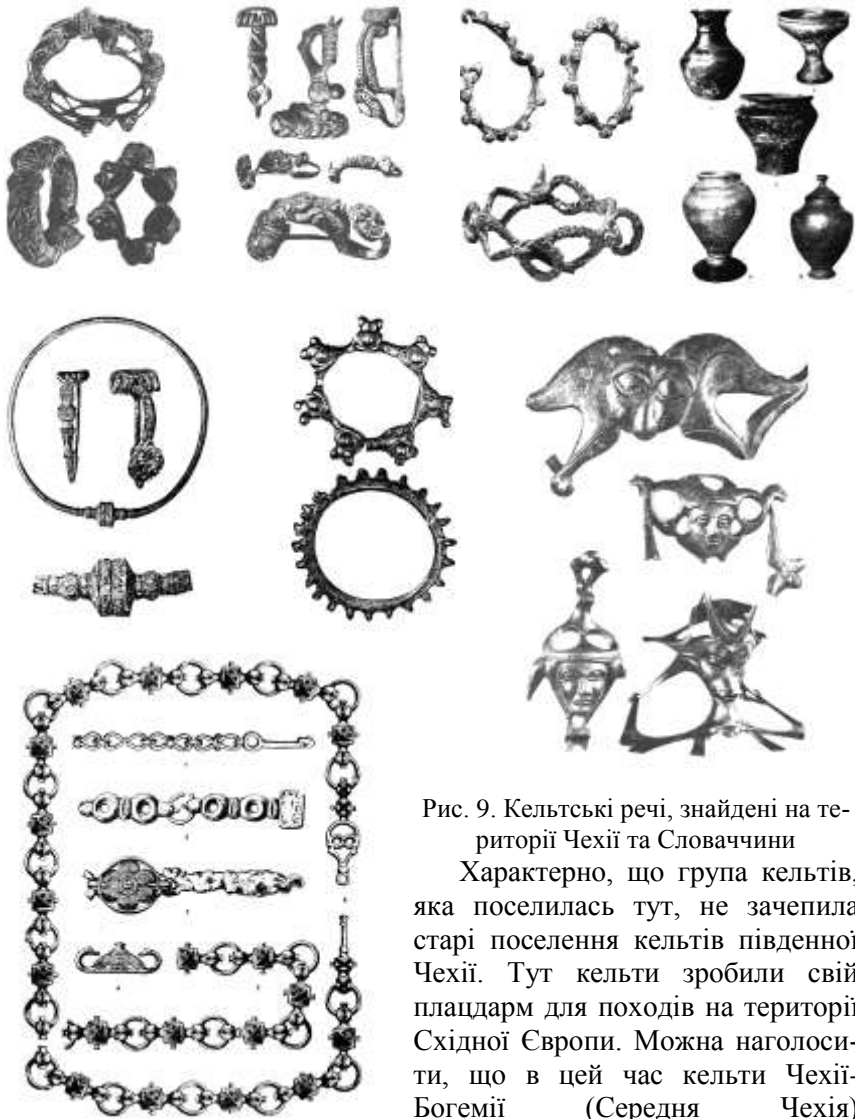 Рис. 9. Кельтські речі, знайдені на те-
риторії Чехії та Словаччини
Характерно, що група кельтів,
яка поселилась тут, не зачепила
старі поселення кельтів південної
Чехії. Тут кельти зробили свій
плацдарм для походів на території
Східної Європи. Можна наголоси-
ти, що в цей час кельти Чехії-
Богемії (Середня Чехія)